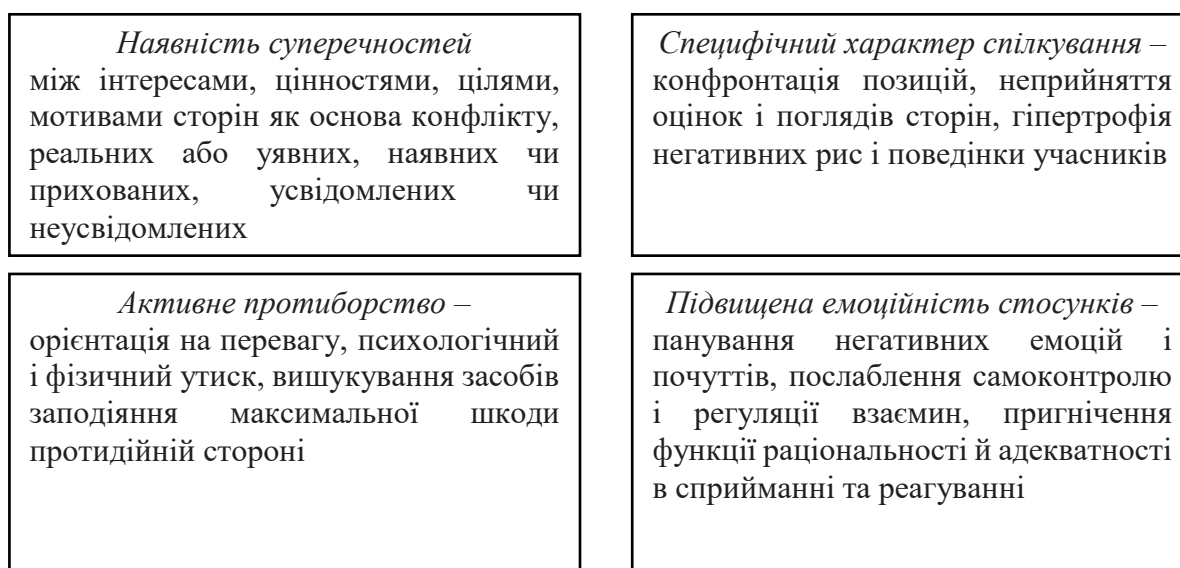 Наявність суперечностей
між інтересами, цінностями, цілями,
мотивами сторін як основа конфлікту,
реальних або уявних, наявних чи
прихованих, усвідомлених чи
неусвідомлених
Специфічний характер спілкування –
конфронтація позицій, неприйняття
оцінок і поглядів сторін, гіпертрофія
негативних рис і поведінки учасників
Активне протиборство –
орієнтація на перевагу, психологічний
і фізичний утиск, вишукування засобів
заподіяння максимальної шкоди
протидійній стороні
Підвищена емоційність стосунків –
панування негативних емоцій і
почуттів, послаблення самоконтролю
і регуляції взаємин, пригнічення
функції раціональності й адекватності
в сприйманні та реагуванні